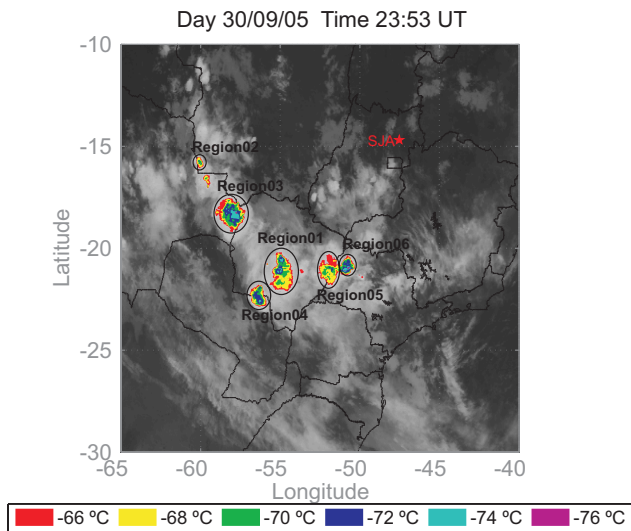 Day 30/09/05 Time 23:53 UT
-10
SJA
Region02
-15
Region03
Latitude
-20
Region01
Region06
Region05
Region04
-25
-30
-65 -60 -55 -50 -45 -40
Longitude
-66 ºC -68 ºC -70 ºC -72 ºC -74 ºC -76 ºC